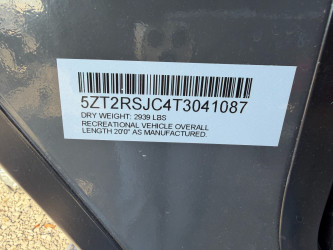 5ZT2RSJC4T3041087
DRY WEIGHT: 2939 LBS
RECREATIONAL VEHICLE OVERALL
LENGTH 20'0" AS MANUFACTURED.